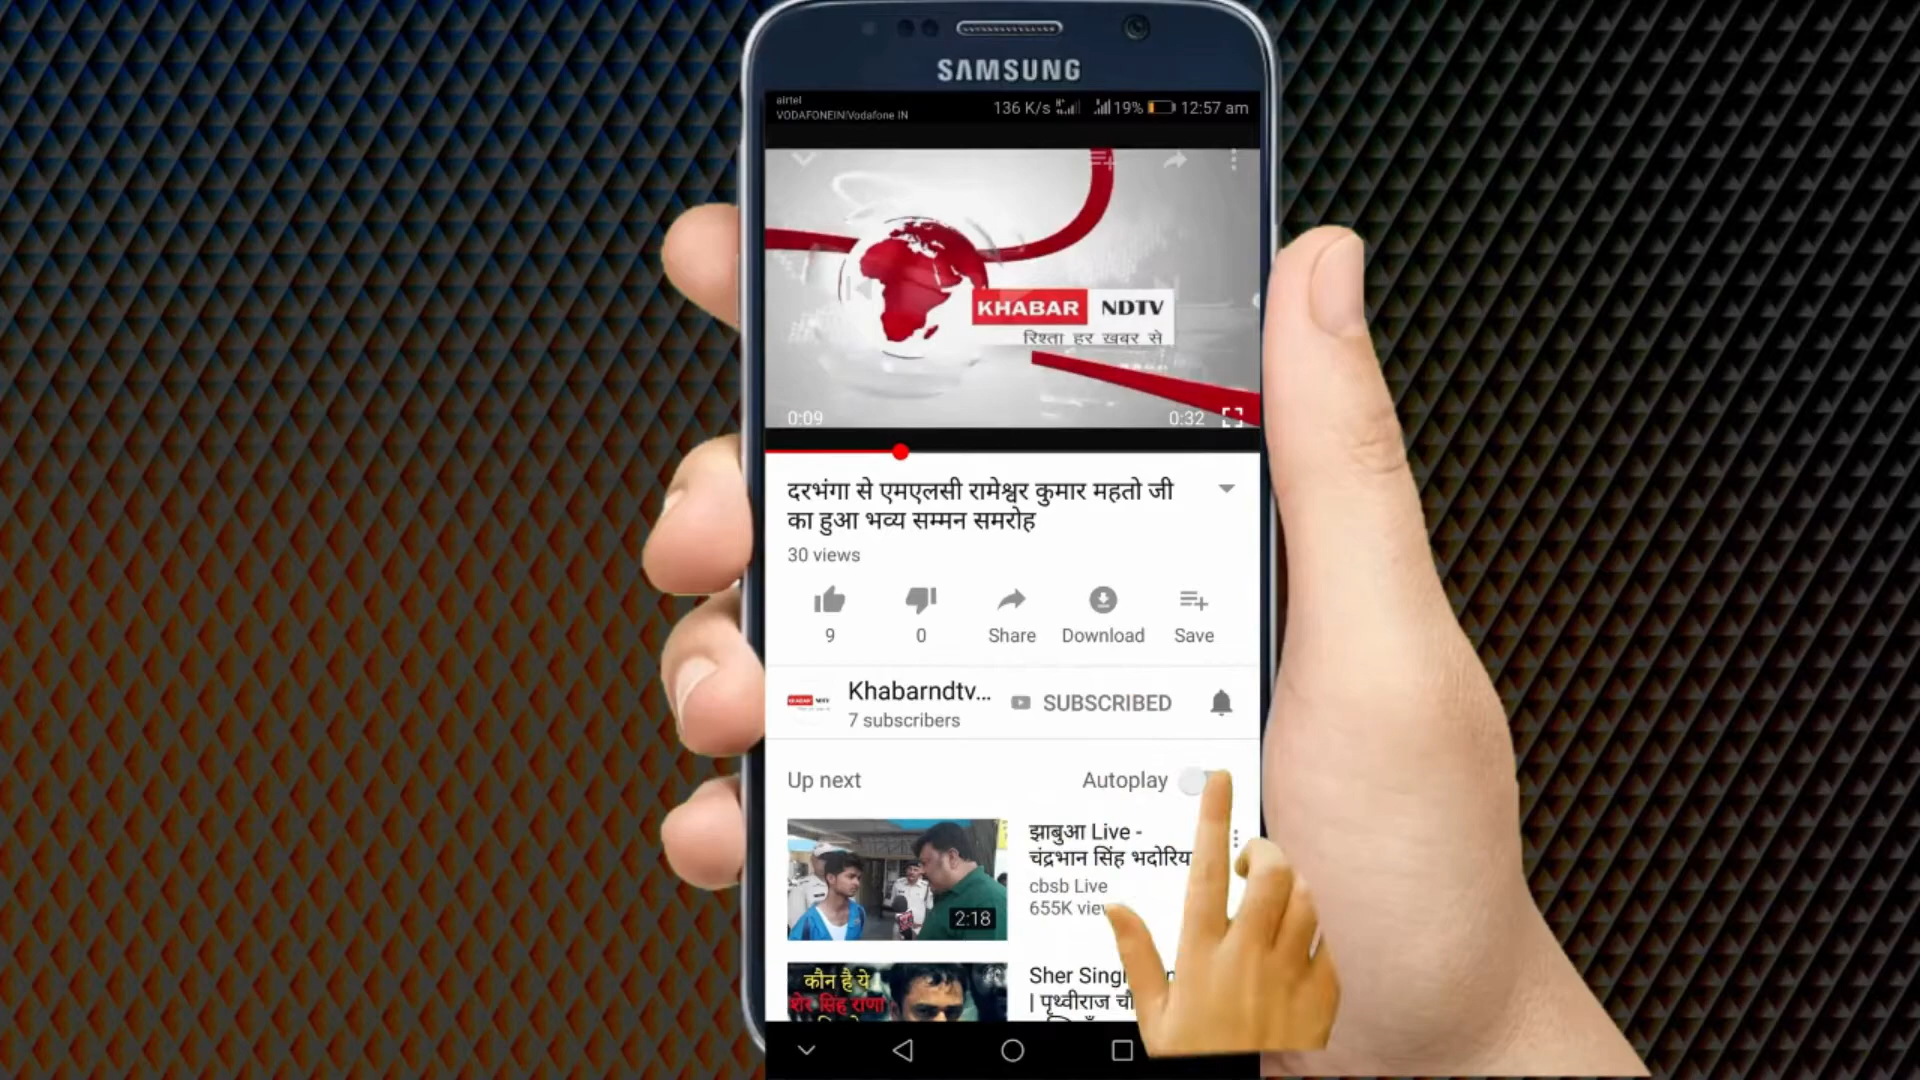 SAMSUNG
airtel
VODAFONEIN|Vodafone IN
136 K/s
19%
12:57 am
KHABAR NDTV
रिश्ता हर खबर से
0:09
0:32
दरभंगा से एमएलसी रामेश्वर कुमार महतो जी
का हुआ भव्य सम्मन समरोह
30 views
9
0
Share
Download
Save
Khabarndtv...
SUBSCRIBED
7 subscribers
Up next
Autoplay
झाबुआ Live -
चंद्रभान सिंह भदोरिया
cbsb Live
655K
2:18
कौन है ये
शेर सिंह राणा
Sher Singh
| पृथ्वीराज